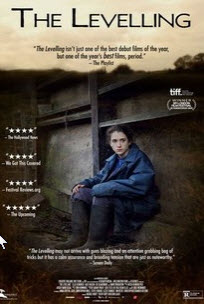 THE LEVELLING
"The Levelling isn't just one of the best debut films of the year,
but one of the year's best films, period."
– The Playlist
tiff.
★★★★
– The Hollywood News
★★★★
– We Got This Covered
★★★★
– Festival Reviews.org
★★★★
– The Upcoming
The Levelling may not arrive with guns blazing and an attention grabbing bag of
tricks but it has a calm assurance and brooding tension that are just as noteworthy."
– Screen Daily